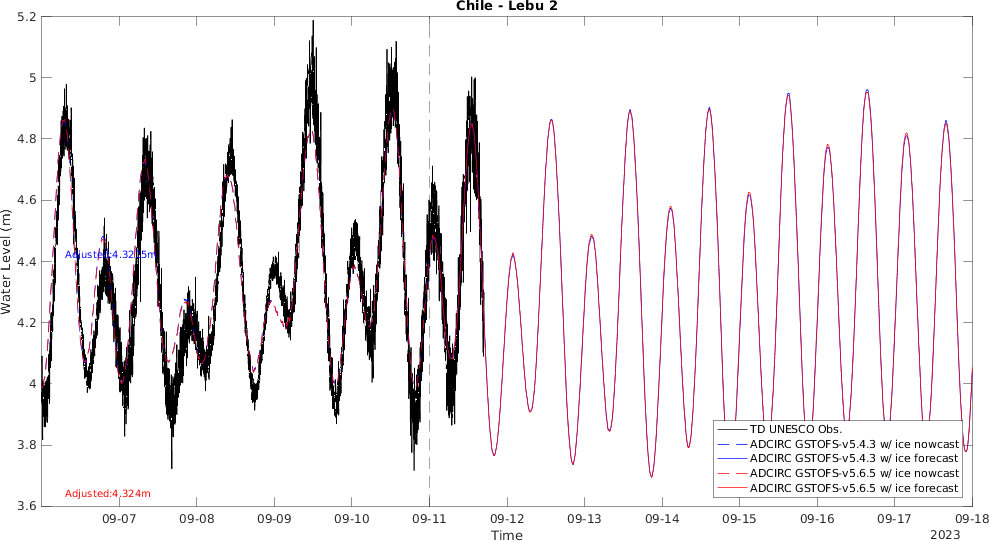 Chile - Lebu 2
Water Level (m)
5.2
5
4.8
4.6
4.4
4.2
4
3.8
3.6
Adjusted:4.3215m
Adjusted:4.324m
TD UNESCO Obs.
ADCIRC GSTOFS-v5.4.3 w/ ice nowcast
ADCIRC GSTOFS-v5.4.3 w/ ice forecast
ADCIRC GSTOFS-v5.6.5 w/ ice nowcast
ADCIRC GSTOFS-v5.6.5 w/ ice forecast
09-07 09-08 09-09 09-10 09-11 09-12 09-13 09-14 09-15 09-16 09-17 09-18
Time
2023